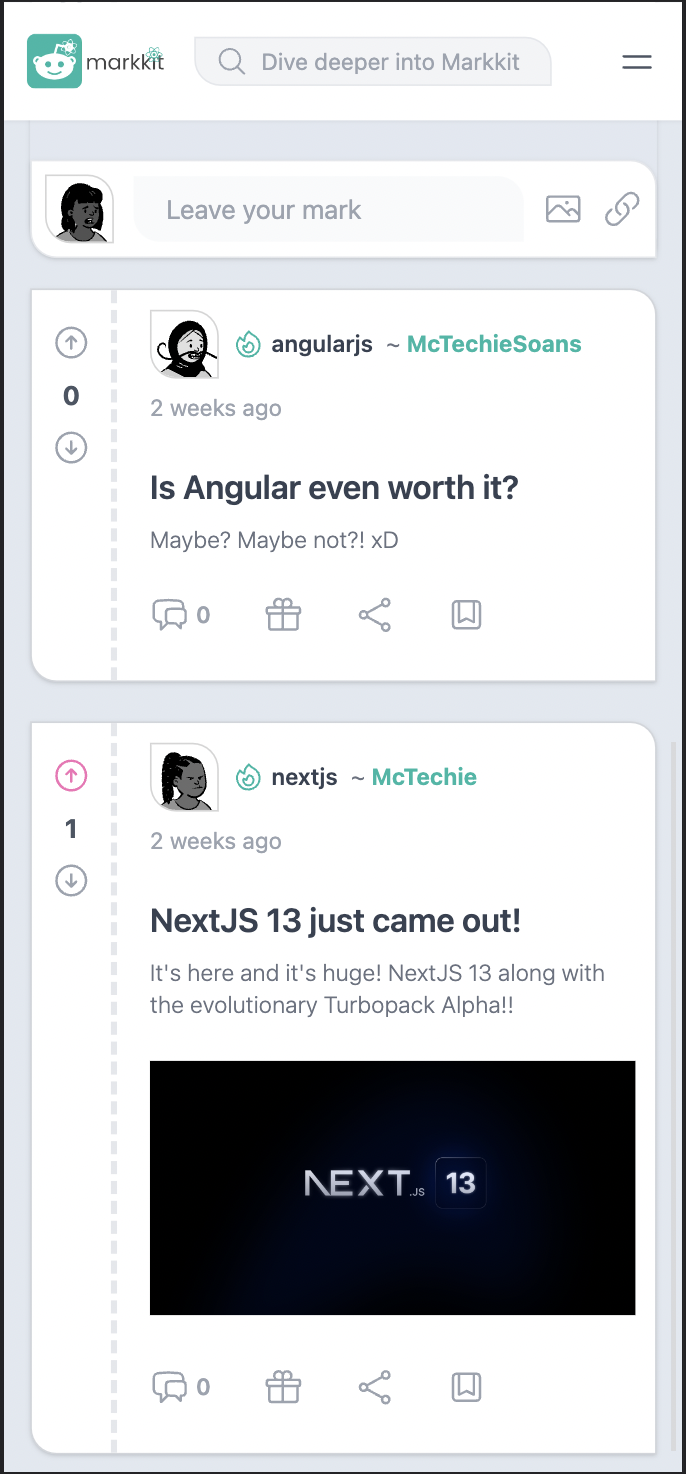 markkit
Dive deeper into Markkit
Leave your mark
angularjs ~ McTechieSoans
0
2 weeks ago
Is Angular even worth it?
Maybe? Maybe not?! xD
0
nextjs ~ McTechie
1
2 weeks ago
NextJS 13 just came out!
It's here and it's huge! NextJS 13 along with
the evolutionary Turbopack Alpha!!
NEXT.JS 13
0